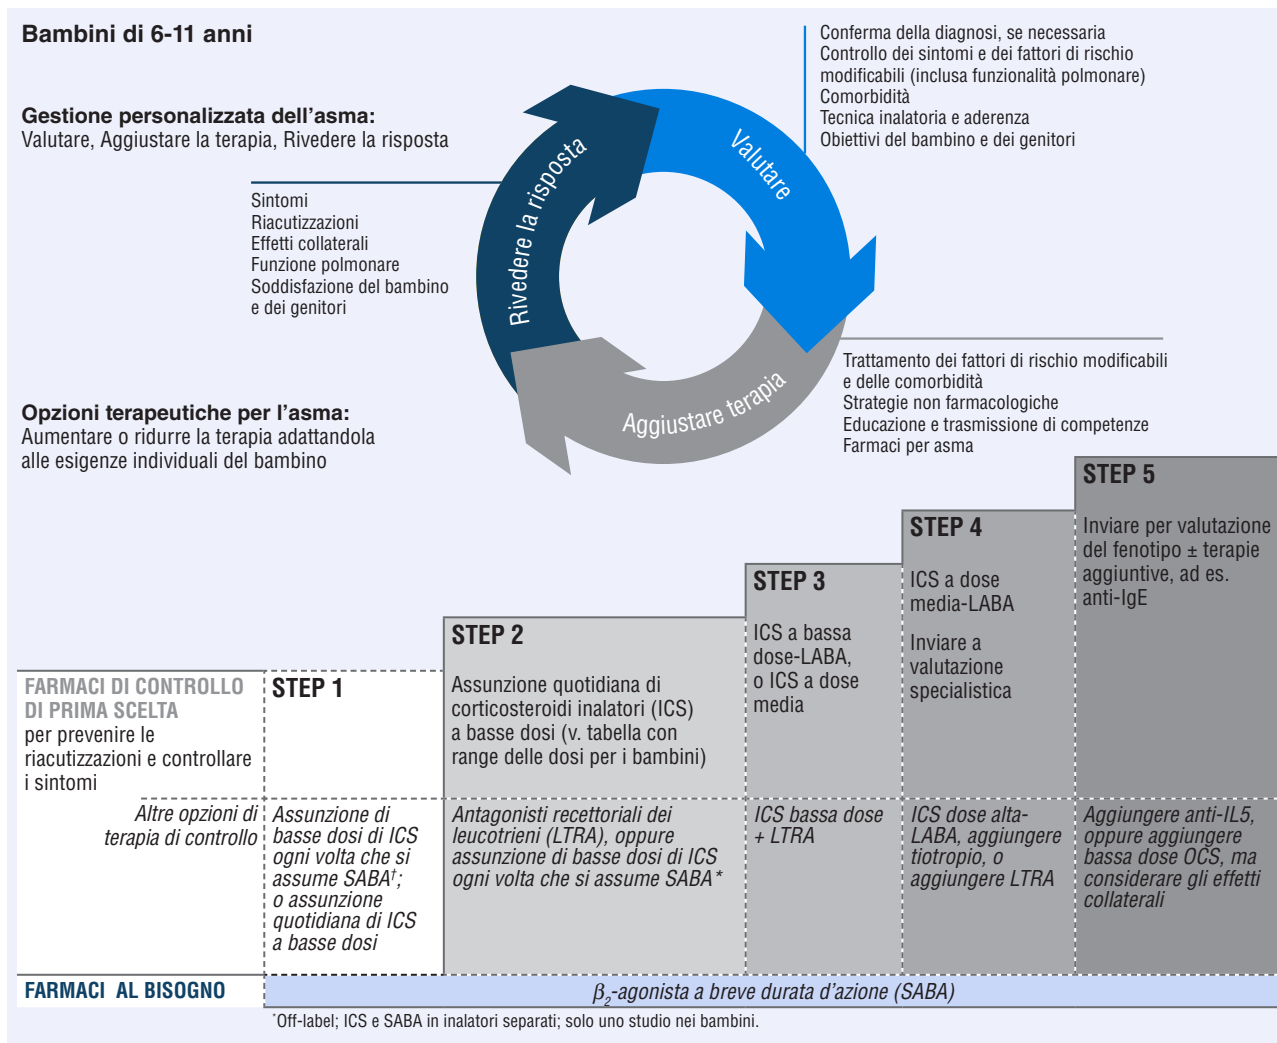 Bambini di 6-11 anni
Gestione personalizzata dell'asma:
Valutare, Aggiustare la terapia, Rivedere la risposta
Conferma della diagnosi, se necessaria
Controllo dei sintomi e dei fattori di rischio
modificabili (inclusa funzionalità polmonare)
Comorbidità
Tecnica inalatoria e aderenza
Obiettivi del bambino e dei genitori
Valutare
Rivedere la risposta
Aggiustare terapia
Sintomi
Riacutizzazioni
Effetti collaterali
Funzione polmonare
Soddisfazione del bambino
e dei genitori
Trattamento dei fattori di rischio modificabili
e delle comorbidità
Strategie non farmacologiche
Educazione e trasmissione di competenze
Farmaci per asma
Opzioni terapeutiche per l'asma:
Aumentare o ridurre la terapia adattandola
alle esigenze individuali del bambino
FARMACI DI CONTROLLO
DI PRIMA SCELTA
per prevenire le
riacutizzazioni e controllare
i sintomi
STEP 1
STEP 2
Assunzione quotidiana di
corticosteroidi inalatori (ICS)
a basse dosi (v. tabella con
range delle dosi per i bambini)
STEP 3
ICS a bassa
dose-LABA,
o ICS a dose
media
STEP 4
ICS a dose
media-LABA
Inviare a
valutazione
specialistica
STEP 5
Inviare per valutazione
del fenotipo ± terapie
aggiuntive, ad es.
anti-IgE
Altre opzioni di
terapia di controllo
Assunzione di
basse dosi di ICS
ogni volta che si
assume SABA†;
o assunzione
quotidiana di ICS
a basse dosi
Antagonisti recettoriali dei
leucotrieni (LTRA), oppure
assunzione di basse dosi di ICS
ogni volta che si assume SABA*
ICS bassa dose
+ LTRA
ICS dose alta-
LABA, aggiungere
tiotropio, o
aggiungere LTRA
Aggiungere anti-IL5,
oppure aggiungere
bassa dose OCS, ma
considerare gli effetti
collaterali
FARMACI AL BISOGNO
β₂-agonista a breve durata d'azione (SABA)
*Off-label; ICS e SABA in inalatori separati; solo uno studio nei bambini.